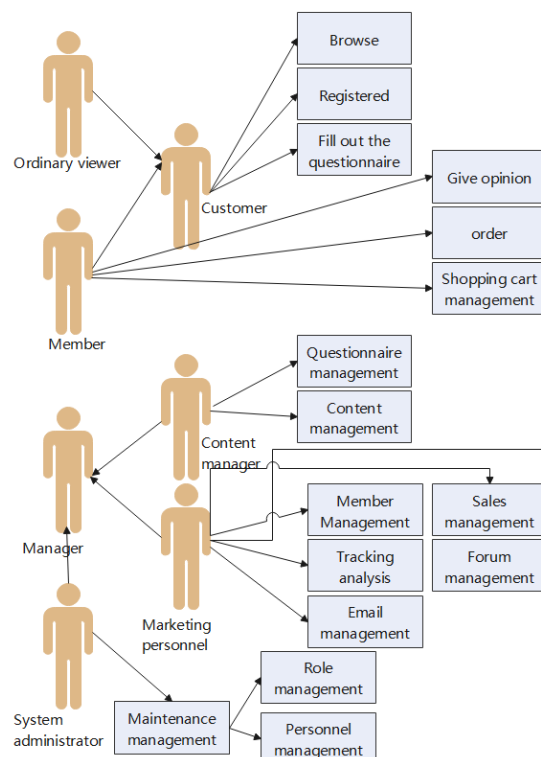 Browse
Registered
Fill out the
questionnaire
Ordinary viewer
Customer
Give opinion
order
Shopping cart
management
Member
Questionnaire
management
Content
management
Content
manager
Manager
Member
Management
Sales
management
Tracking
analysis
Forum
management
Email
management
Marketing
personnel
System
administrator
Maintenance
management
Role
management
Personnel
management